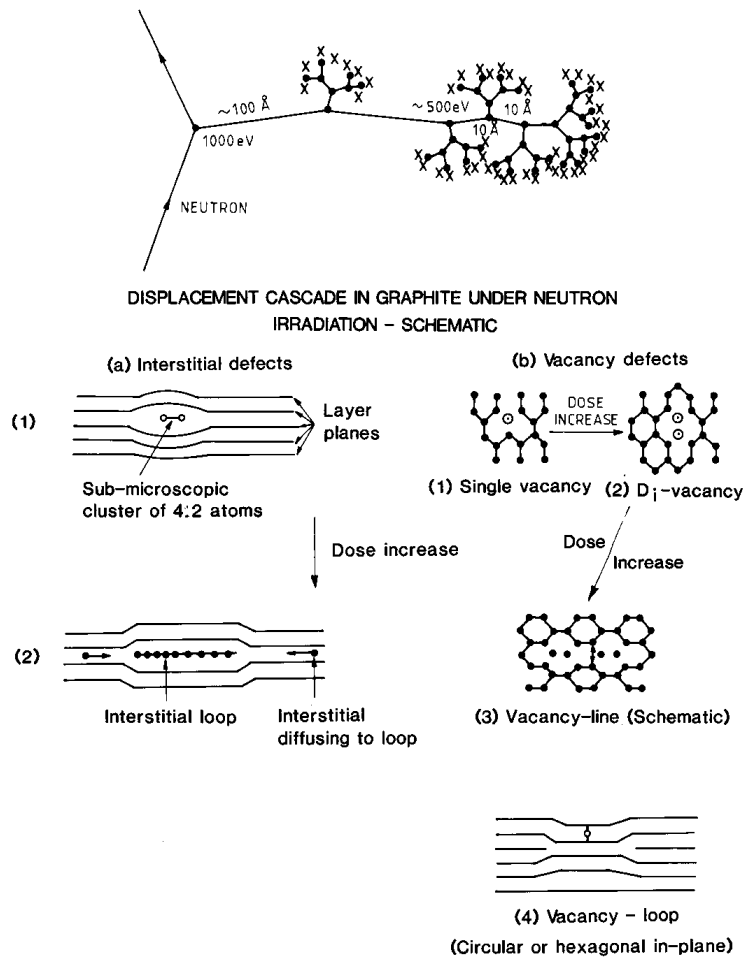 X X X X X X X X
X X X X X X X X X X X X X X X X
~100 Å
~500eV 10 Å
1000eV
10 Å
X X X X X X X X X X X X X X X X
NEUTRON
DISPLACEMENT CASCADE IN GRAPHITE UNDER NEUTRON
IRRADIATION – SCHEMATIC
(a) Interstitial defects
(1)
Layer
planes
Sub-microscopic
cluster of 4:2 atoms
Dose increase
(2)
Interstitial loop
Interstitial
diffusing to loop
(b) Vacancy defects
DOSE
INCREASE
(1) Single vacancy
(2) Di-vacancy
Dose
Increase
(3) Vacancy-line (Schematic)
(4) Vacancy – loop
(Circular or hexagonal in-plane)